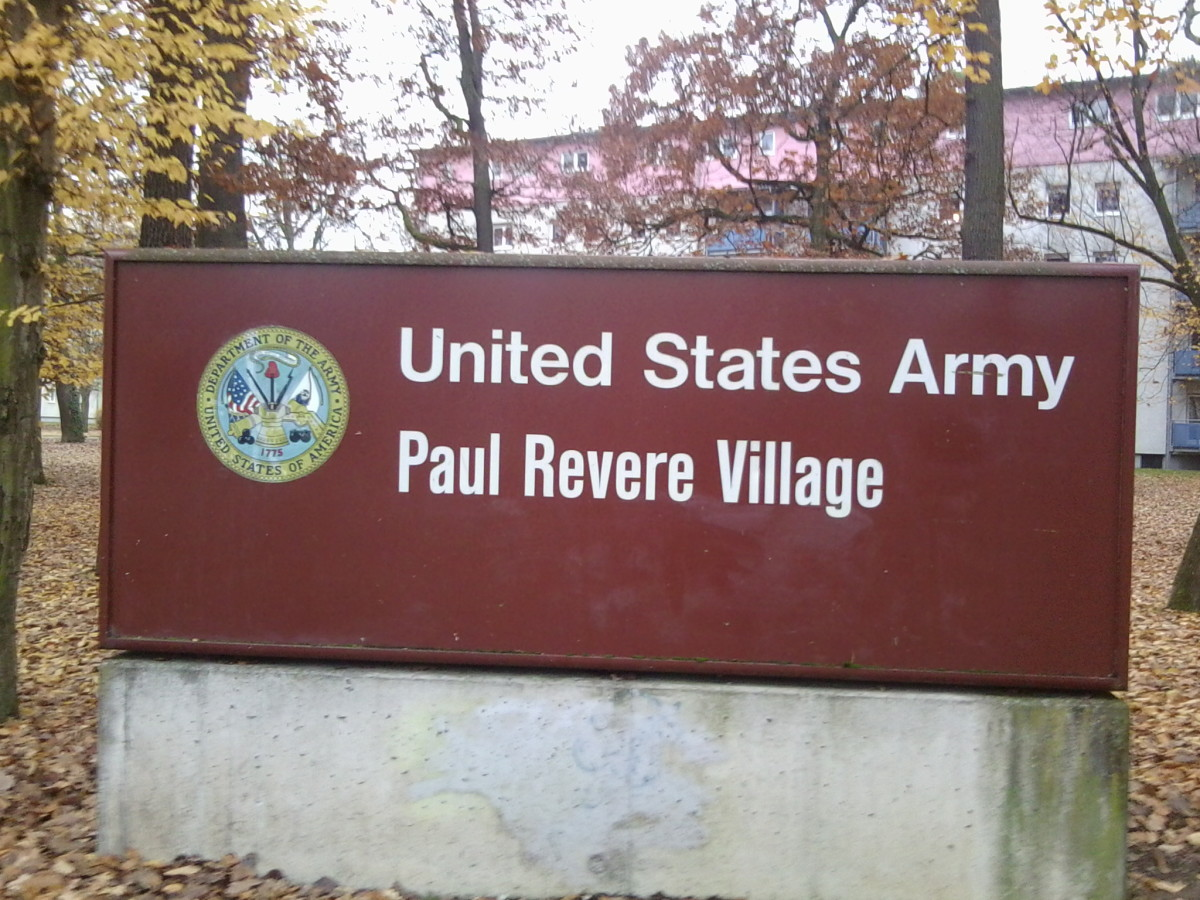 DEPARTMENT OF THE ARMY
UNITED STATES OF AMERICA
1775
United States Army
Paul Revere Village